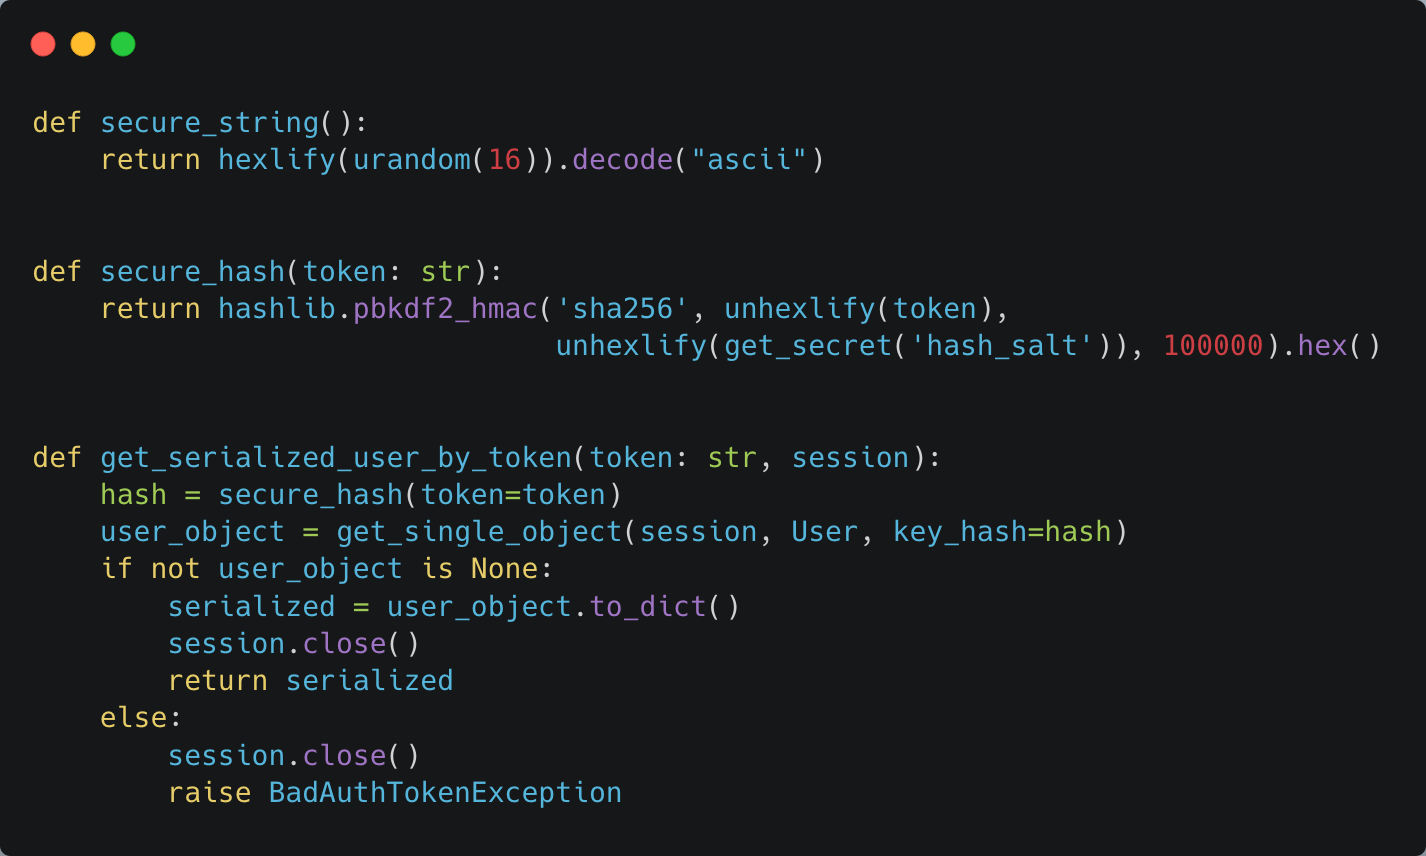 def secure_string():
    return hexlify(urandom(16)).decode("ascii")
def secure_hash(token: str):
    return hashlib.pbkdf2_hmac('sha256', unhexlify(token),
                               unhexlify(get_secret('hash_salt')), 100000).hex()
def get_serialized_user_by_token(token: str, session):
    hash = secure_hash(token=token)
    user_object = get_single_object(session, User, key_hash=hash)
    if not user_object is None:
        serialized = user_object.to_dict()
        session.close()
        return serialized
    else:
        session.close()
        raise BadAuthTokenException